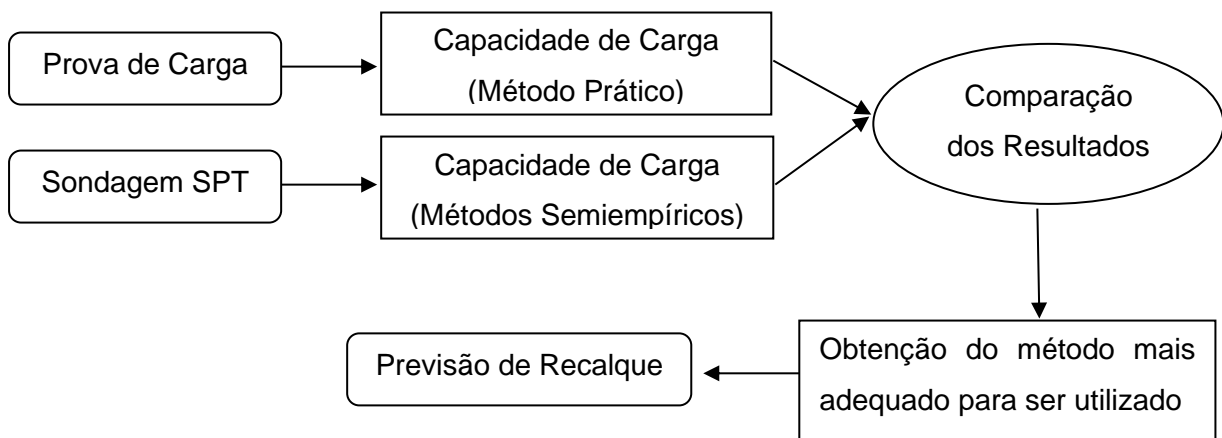 Prova de Carga
Capacidade de Carga
(Método Prático)
Comparação
dos Resultados
Sondagem SPT
Capacidade de Carga
(Métodos Semiempíricos)
Previsão de Recalque
Obtenção do método mais
adequado para ser utilizado